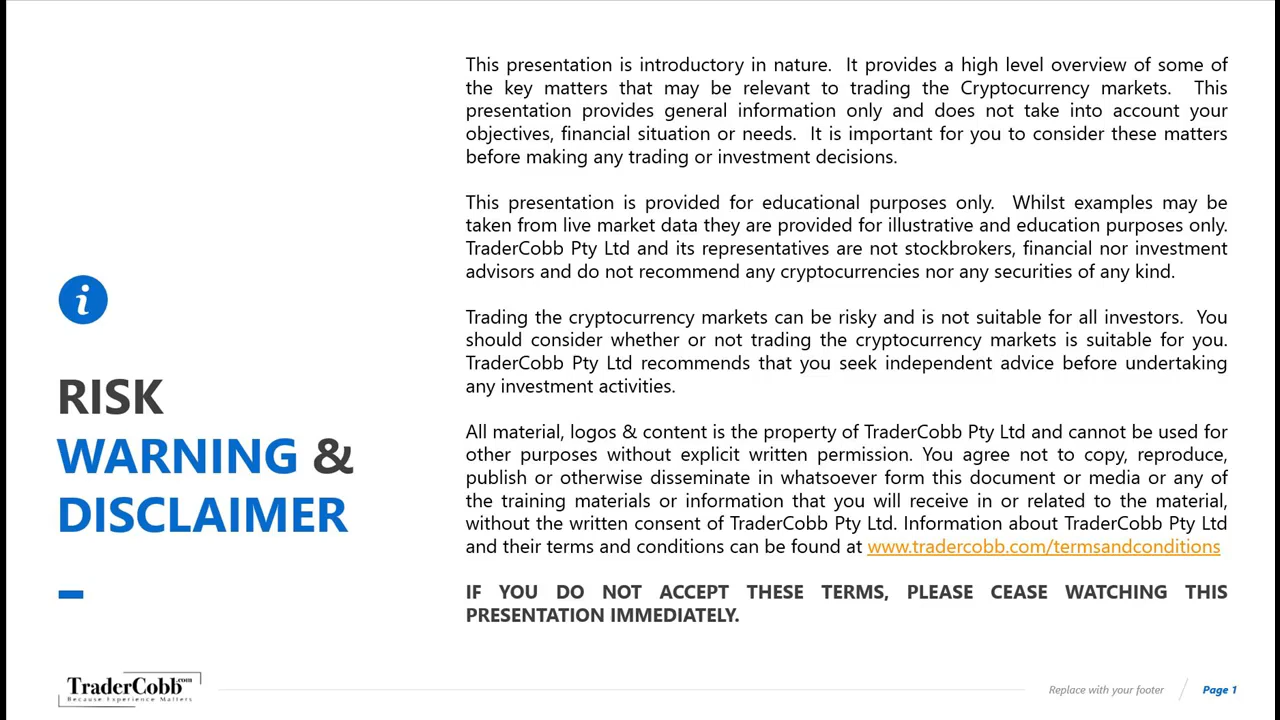 This presentation is introductory in nature.  It provides a high level overview of some of
the key matters that may be relevant to trading the Cryptocurrency markets.  This
presentation provides general information only and does not take into account your
objectives, financial situation or needs.  It is important for you to consider these matters
before making any trading or investment decisions.
This presentation is provided for educational purposes only.  Whilst examples may be
taken from live market data they are provided for illustrative and education purposes only.
TraderCobb Pty Ltd and its representatives are not stockbrokers, financial nor investment
advisors and do not recommend any cryptocurrencies nor any securities of any kind.
Trading the cryptocurrency markets can be risky and is not suitable for all investors.  You
should consider whether or not trading the cryptocurrency markets is suitable for you.
TraderCobb Pty Ltd recommends that you seek independent advice before undertaking
any investment activities.
All material, logos & content is the property of TraderCobb Pty Ltd and cannot be used for
other purposes without explicit written permission. You agree not to copy, reproduce,
publish or otherwise disseminate in whatsoever form this document or media or any of
the training materials or information that you will receive in or related to the material,
without the written consent of TraderCobb Pty Ltd. Information about TraderCobb Pty Ltd
and their terms and conditions can be found at www.tradercobb.com/termsandconditions
IF YOU DO NOT ACCEPT THESE TERMS, PLEASE CEASE WATCHING THIS
PRESENTATION IMMEDIATELY.
i
RISK
WARNING &
DISCLAIMER
TraderCobb.com
Because Experience Matters
Replace with your footer
Page 1